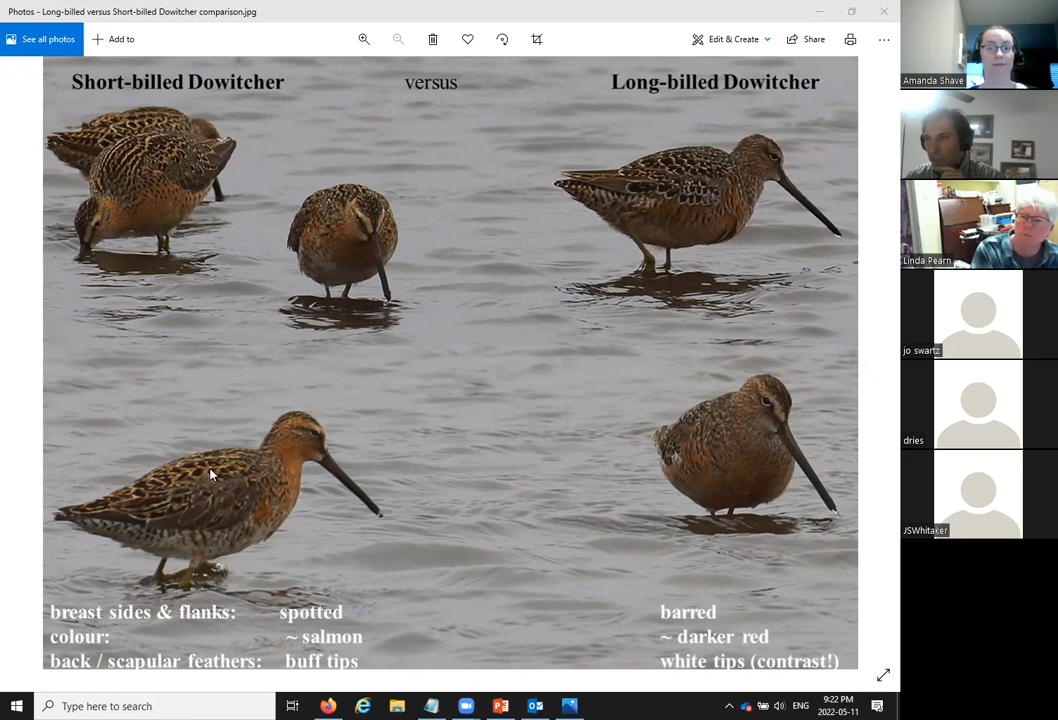 Photos - Long-billed versus Short-billed Dowitcher comparison.jpg
See all photos
Add to
Edit & Create
Share
Short-billed Dowitcher versus Long-billed Dowitcher
breast sides & flanks: spotted barred
colour: ~ salmon ~ darker red
back / scapular feathers: buff tips white tips (contrast!)
Amanda Shave
Linda Pearn
jo swartz
dries
JSWhitaker
Type here to search
ENG
9:22 PM
2022-05-11